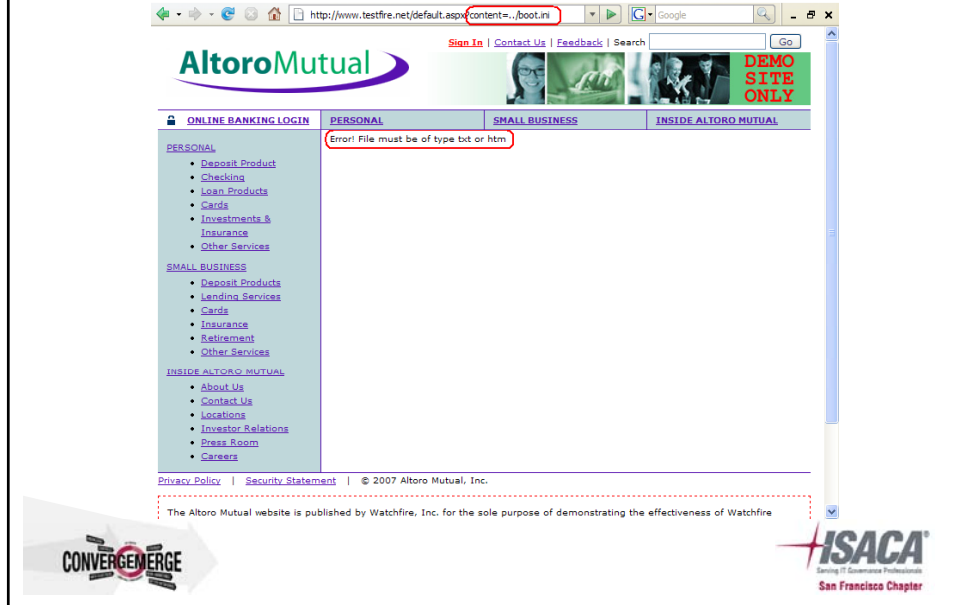 http://www.testfire.net/default.aspx?content=../boot.ini
Google
Sign In | Contact Us | Feedback | Search
Go
AltoroMutual
DEMO
SITE
ONLY
ONLINE BANKING LOGIN
PERSONAL
SMALL BUSINESS
INSIDE ALTORO MUTUAL
Error! File must be of type txt or htm
PERSONAL
Deposit Product
Checking
Loan Products
Cards
Investments &
Insurance
Other Services
SMALL BUSINESS
Deposit Products
Lending Services
Cards
Insurance
Retirement
Other Services
INSIDE ALTORO MUTUAL
About Us
Contact Us
Locations
Investor Relations
Press Room
Careers
Privacy Policy | Security Statement | © 2007 Altoro Mutual, Inc.
The Altoro Mutual website is published by Watchfire, Inc. for the sole purpose of demonstrating the effectiveness of Watchfire
CONVERGEMERGE
ISACA®
Serving IT Governance Professionals
San Francisco Chapter